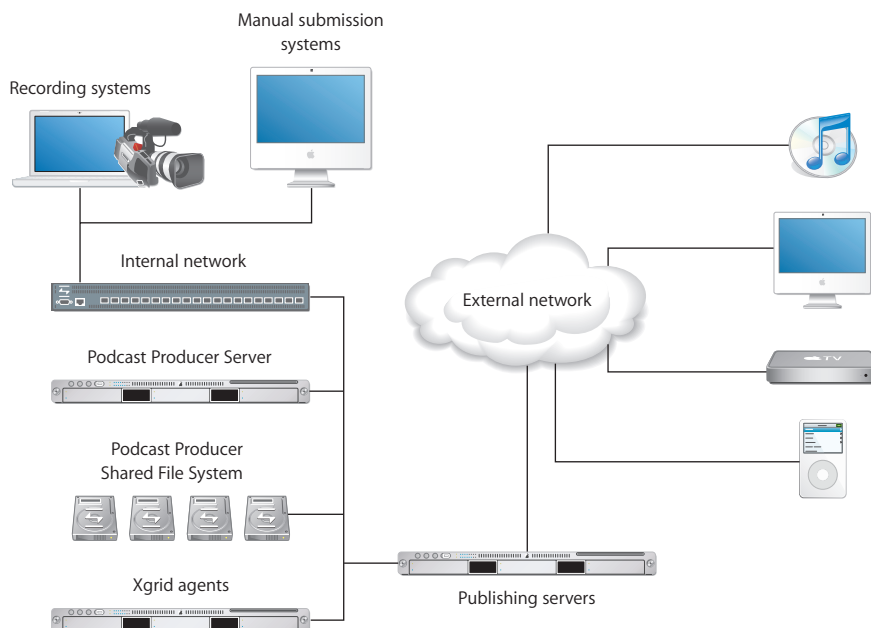 Manual submission
systems
Recording systems
Internal network
External network
Podcast Producer Server
TV
Podcast Producer
Shared File System
Xgrid agents
Publishing servers